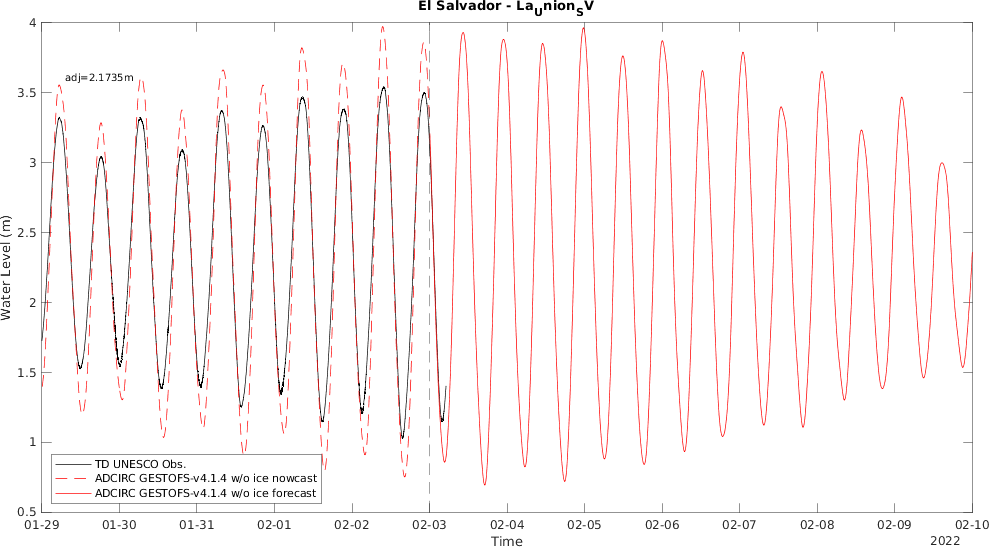 El Salvador - LaUnionSV
adj=2.1735m
4
3.5
3
2.5
2
1.5
1
0.5
Water Level (m)
TD UNESCO Obs.
ADCIRC GESTOFS-v4.1.4 w/o ice nowcast
ADCIRC GESTOFS-v4.1.4 w/o ice forecast
01-29 01-30 01-31 02-01 02-02 02-03 02-04 02-05 02-06 02-07 02-08 02-09 02-10
Time
2022